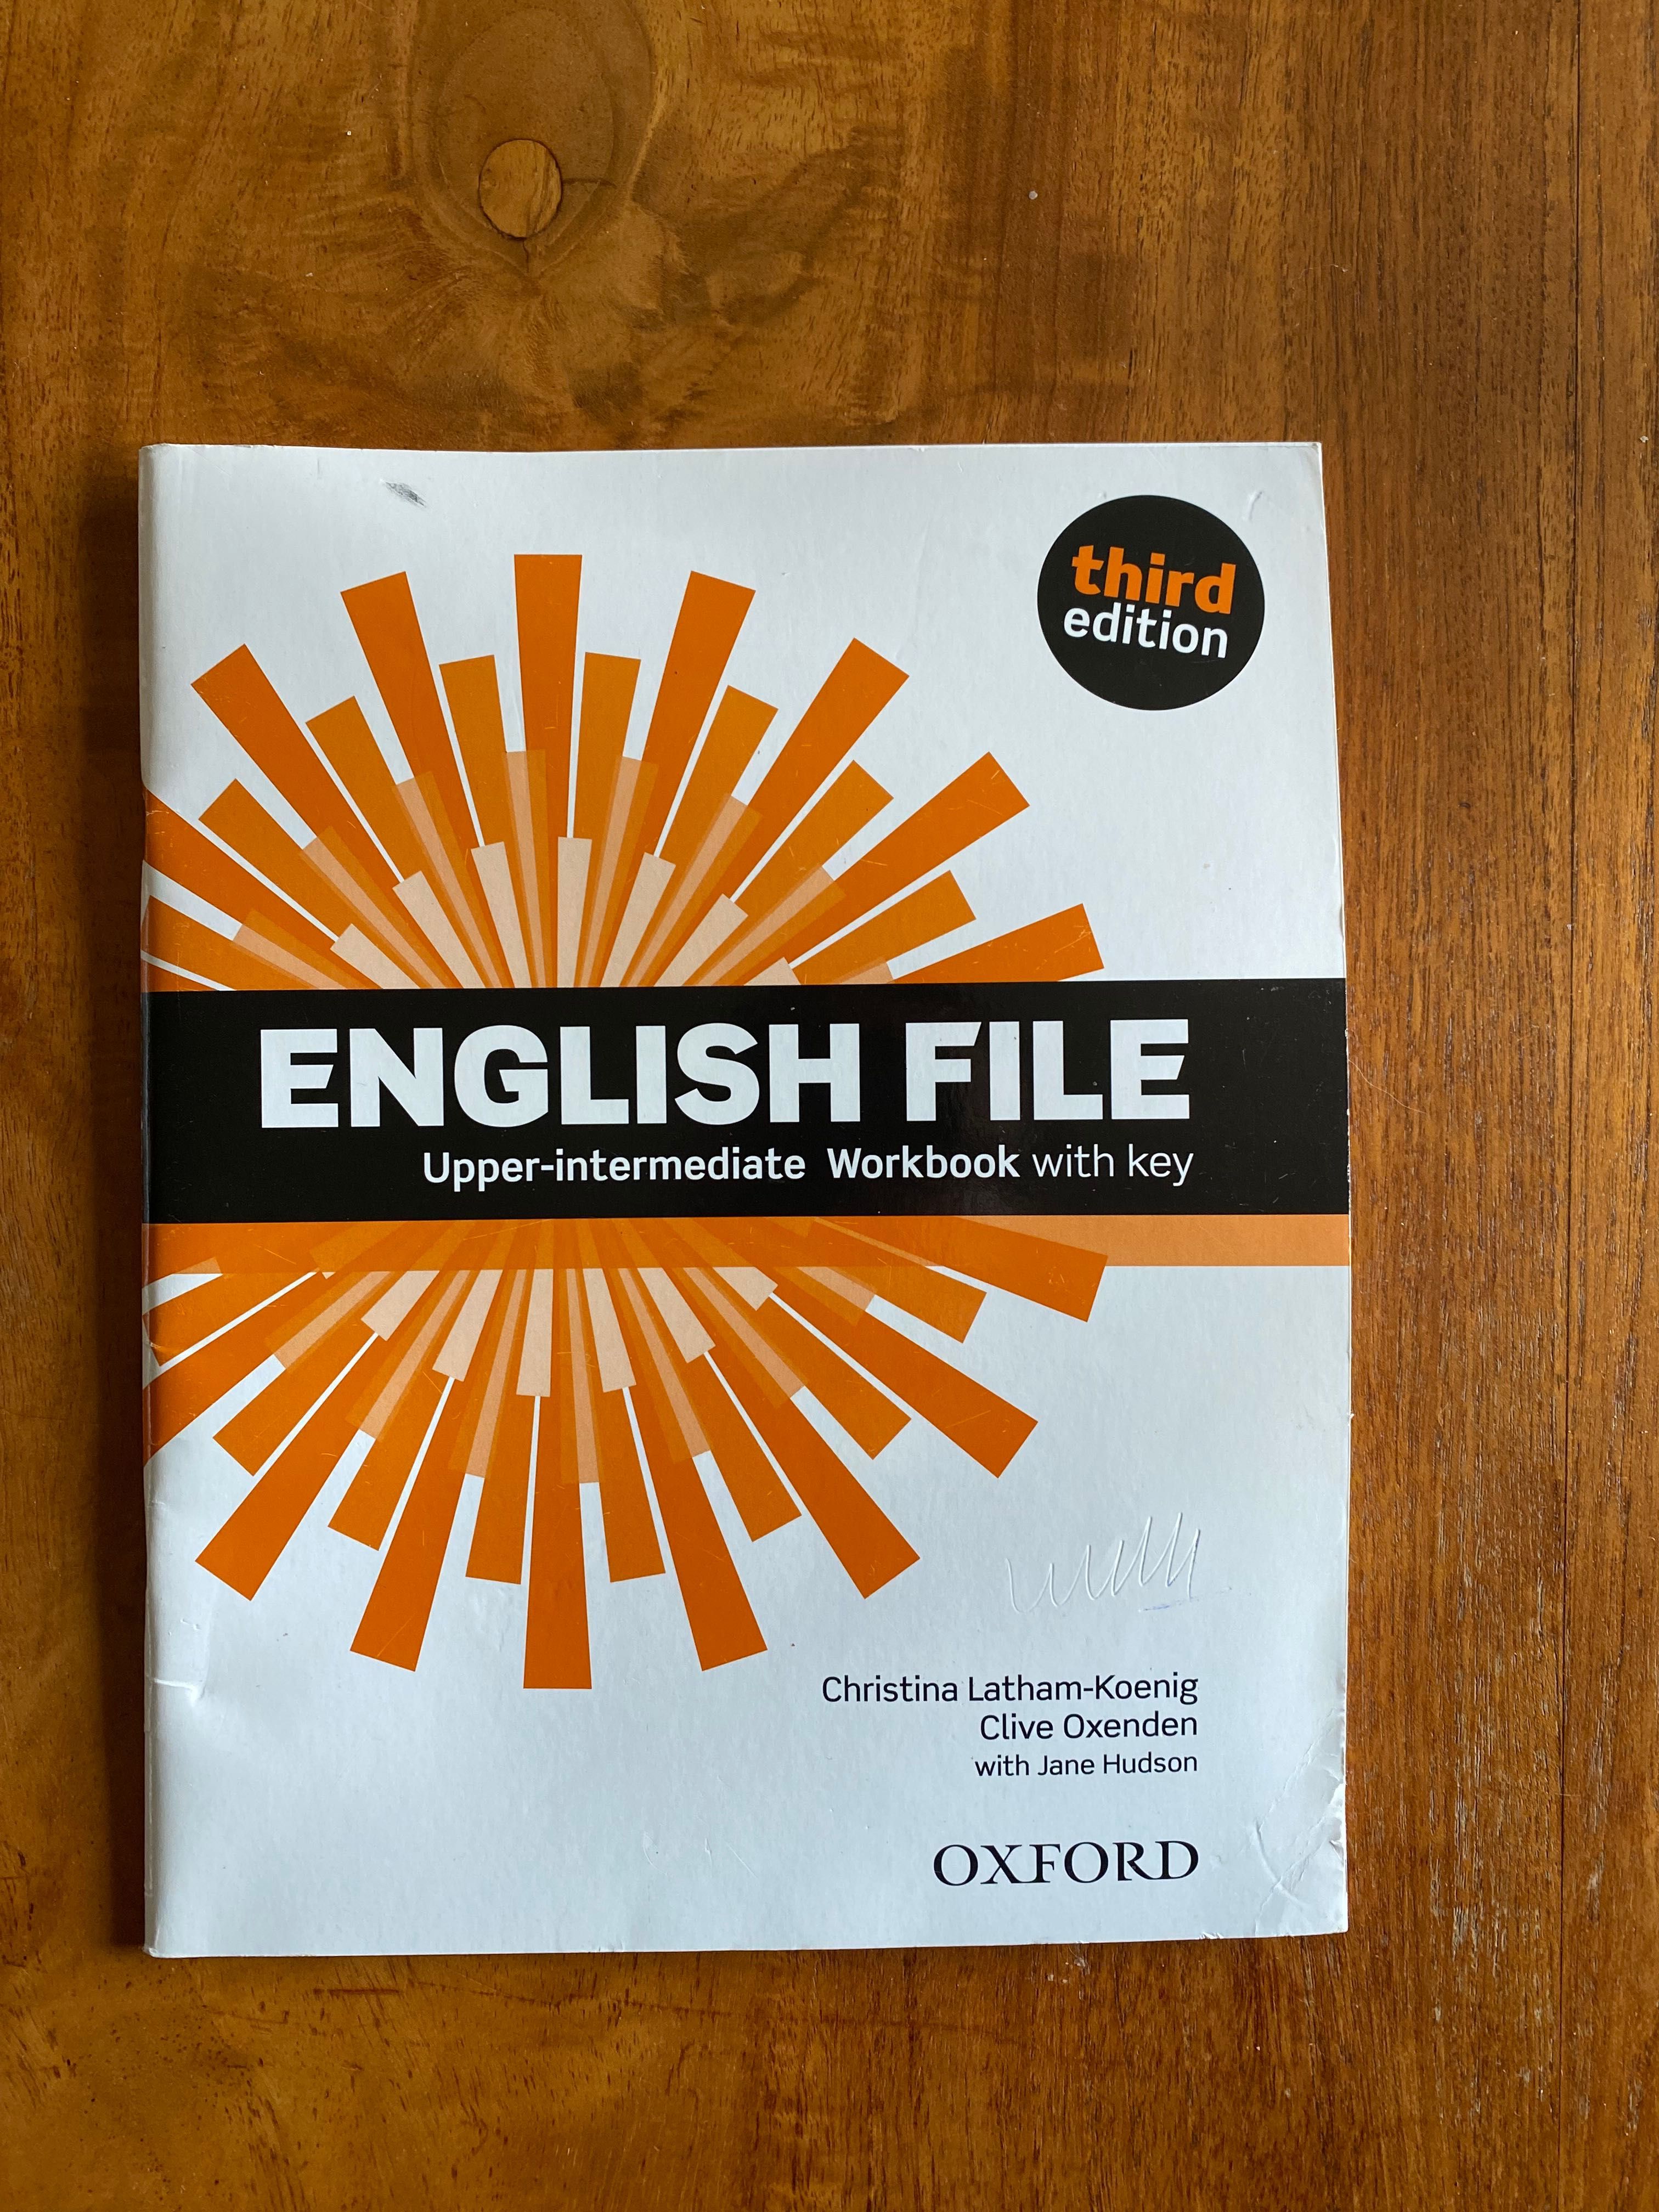 third
edition
ENGLISH FILE
Upper-intermediate Workbook with key
Christina Latham-Koenig
Clive Oxenden
with Jane Hudson
OXFORD